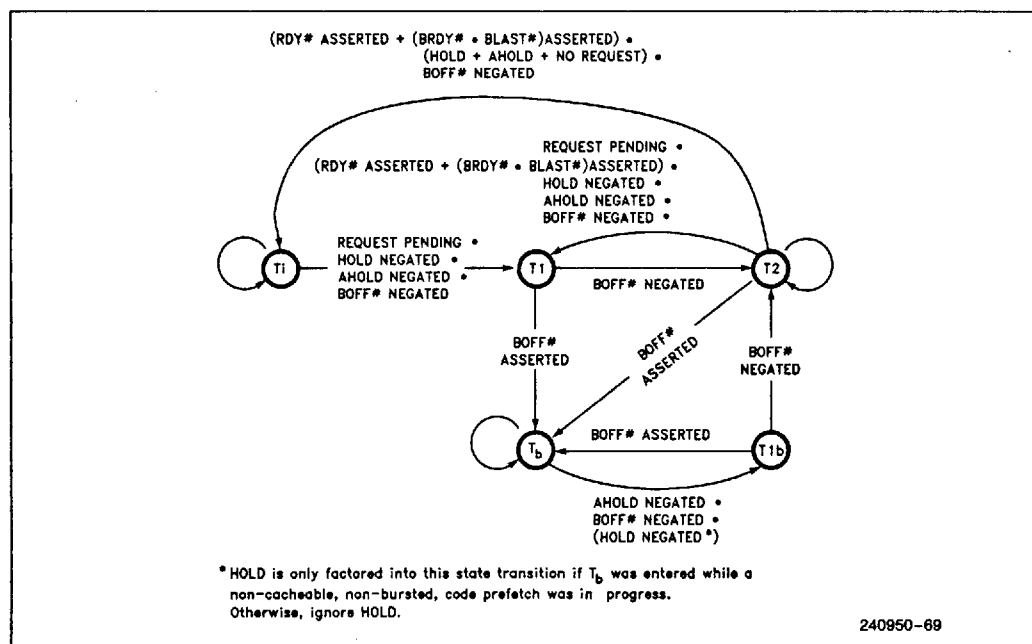 (RDY# ASSERTED + (BRDY# • BLAST#)ASSERTED) •
(HOLD + AHOLD + NO REQUEST) •
BOFF# NEGATED
REQUEST PENDING •
(RDY# ASSERTED + (BRDY# • BLAST#)ASSERTED) •
HOLD NEGATED •
AHOLD NEGATED •
BOFF# NEGATED •
Ti
REQUEST PENDING •
HOLD NEGATED •
AHOLD NEGATED •
BOFF# NEGATED
T1
BOFF# NEGATED
T2
BOFF#
ASSERTED
BOFF#
ASSERTED
BOFF#
NEGATED
Tb
BOFF# ASSERTED
T1b
AHOLD NEGATED •
BOFF# NEGATED •
(HOLD NEGATED*)
* HOLD is only factored into this state transition if Tb was entered while a
non-cacheable, non-bursted, code prefetch was in progress.
Otherwise, ignore HOLD.
240950-69